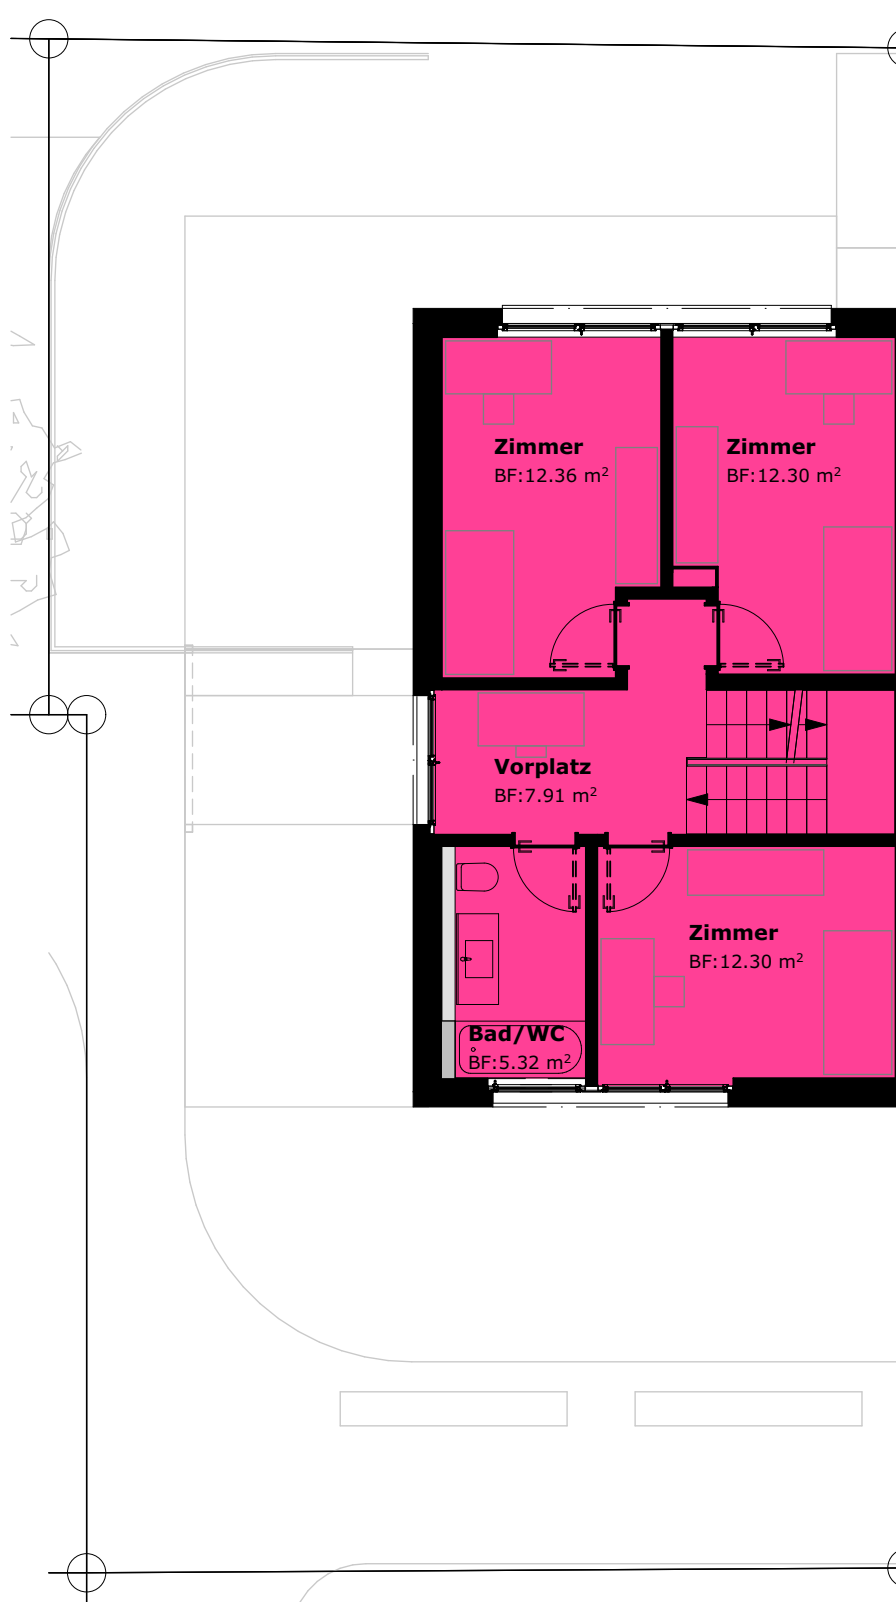 Zimmer
BF:12.36 m²
Zimmer
BF:12.30 m²
Vorplatz
BF:7.91 m²
Zimmer
BF:12.30 m²
Bad/WC
BF:5.32 m²